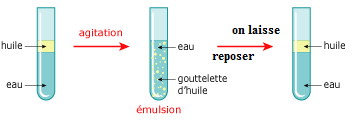 huile
eau
agitation
eau
gouttelette
d'huile
émulsion
on laisse
reposer
huile
eau